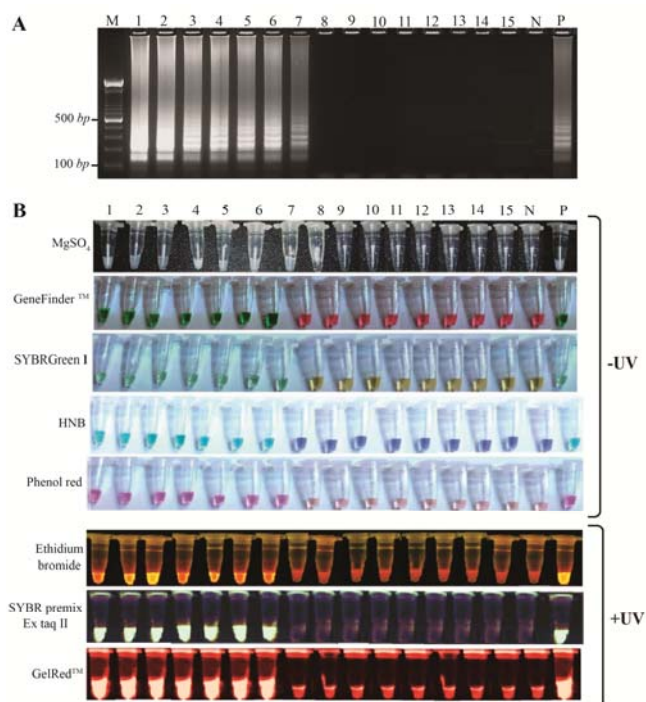 A
M 1 2 3 4 5 6 7 8 9 10 11 12 13 14 15 N P
500 bp
100 bp
B
1 2 3 4 5 6 7 8 9 10 11 12 13 14 15 N P
MgSO₄
GeneFinder ™
SYBRGreen I
HNB
Phenol red
-UV
Ethidium
bromide
SYBR premix
Ex taq II
GelRed™
+UV